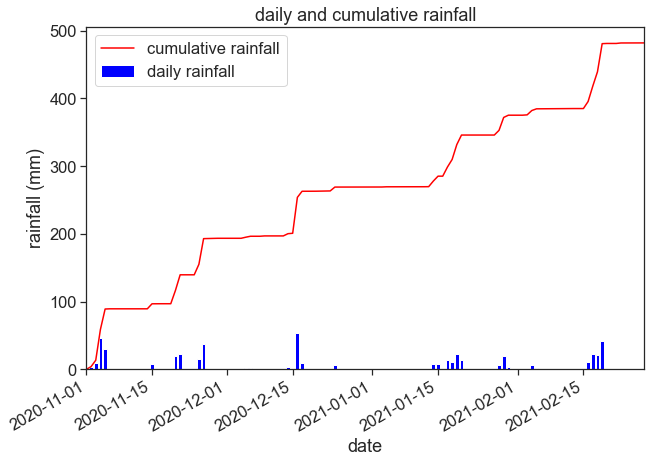 daily and cumulative rainfall
cumulative rainfall
daily rainfall
rainfall (mm)
500
400
300
200
100
0
2020-11-01
2020-11-15
2020-12-01
2020-12-15
2021-01-01
2021-01-15
2021-02-01
2021-02-15
date